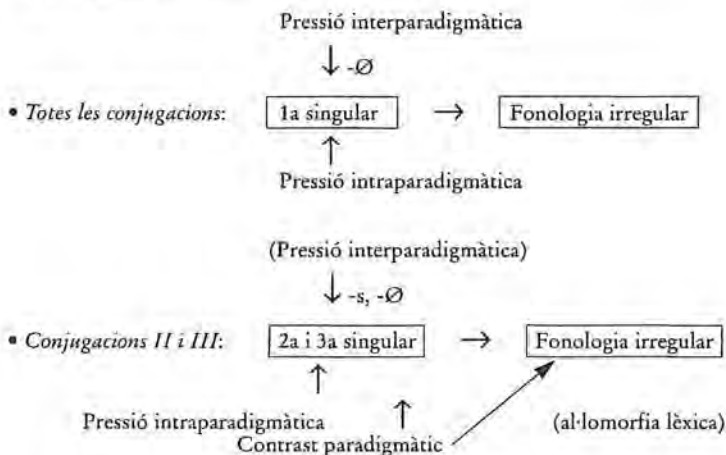 Pressió interparadigmàtica
↓ -Ø
• Totes les conjugacions: 1a singular → Fonologia irregular
↑
Pressió intraparadigmàtica
(Pressió interparadigmàtica)
↓ -s, -Ø
• Conjugacions II i III: 2a i 3a singular → Fonologia irregular
↑
Pressió intraparadigmàtica ↑ (al·lomorfia lèxica)
Contrast paradigmàtic